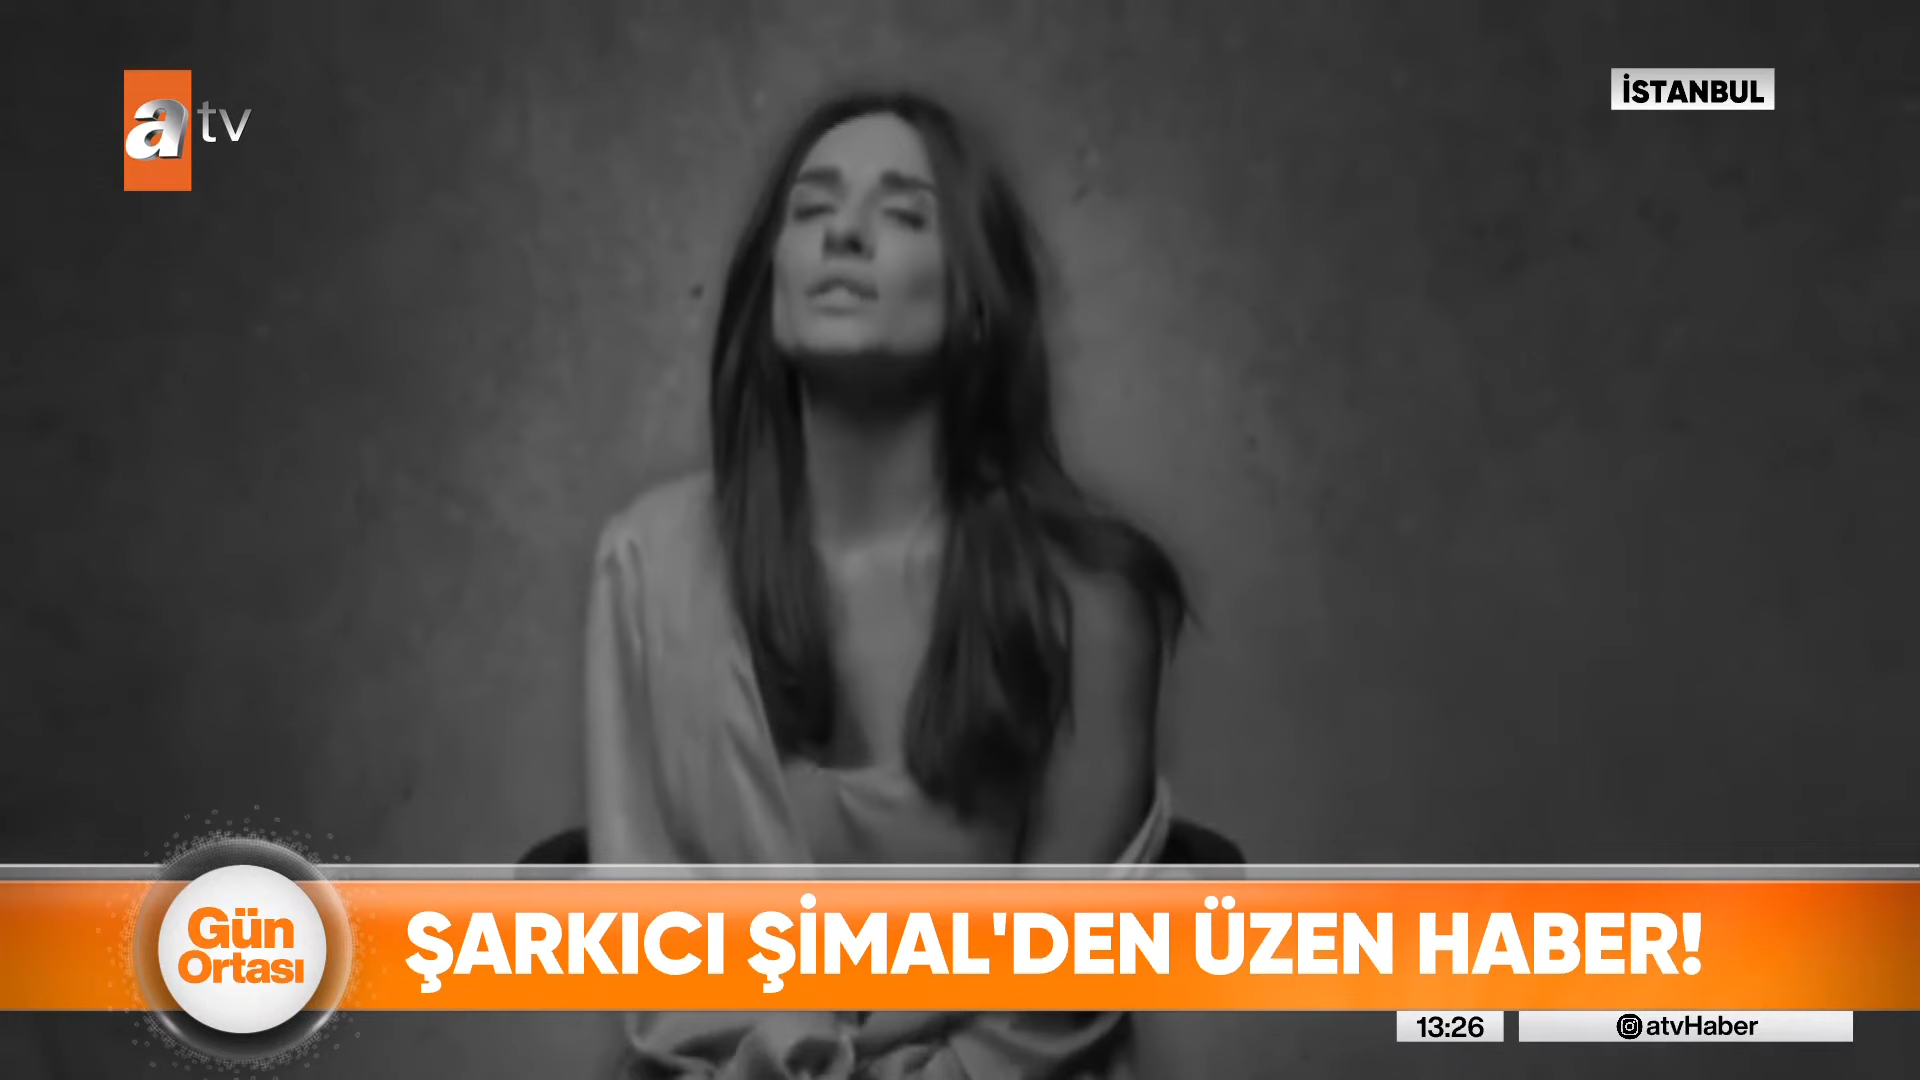 atv
İSTANBUL
Gün
Ortası
ŞARKICI ŞİMAL'DEN ÜZEN HABER!
13:26
atvHaber